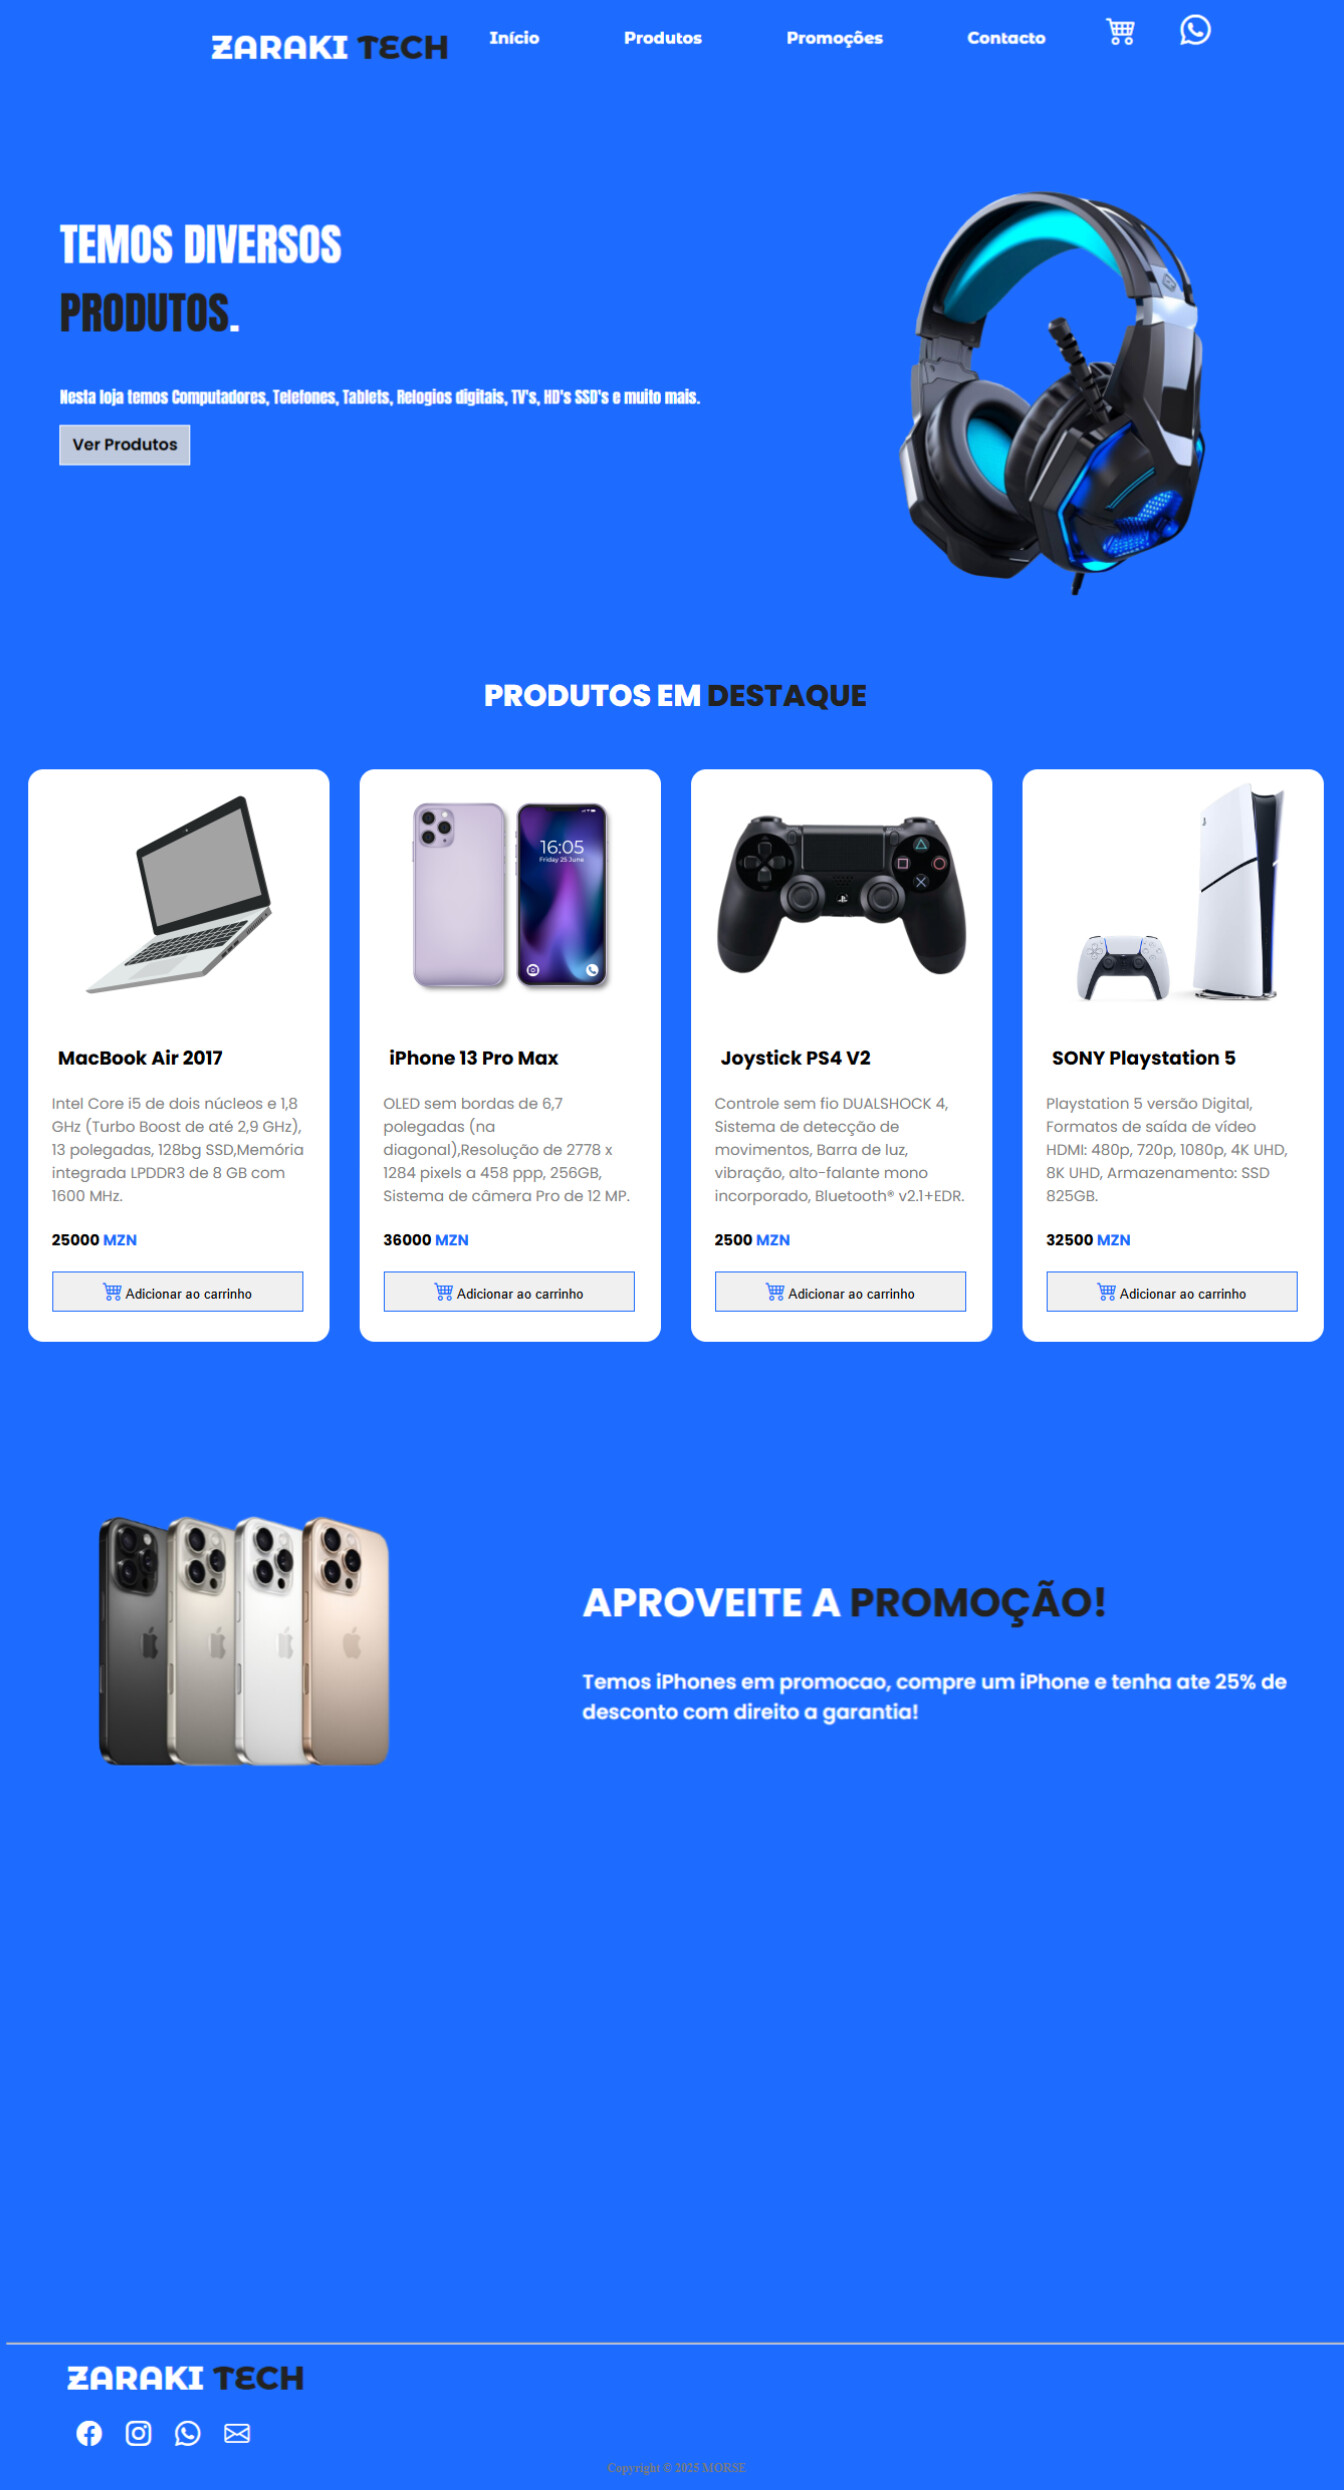 ZARAKI TECH Início Produtos Promoções Contacto
TEMOS DIVERSOS
PRODUTOS.
Nesta loja temos Computadores, Telefones, Tablets, Relogios digitais, TV's, HD's SSD's e muito mais.
Ver Produtos
PRODUTOS EM DESTAQUE
MacBook Air 2017
Intel Core i5 de dois núcleos e 1,8
GHz (Turbo Boost de até 2,9 GHz),
13 polegadas, 128bg SSD,Memória
integrada LPDDR3 de 8 GB com
1600 MHz.
25000 MZN
Adicionar ao carrinho
16:05
Friday 25 June
iPhone 13 Pro Max
OLED sem bordas de 6,7
polegadas (na
diagonal),Resolução de 2778 x
1284 pixels a 458 ppp, 256GB,
Sistema de câmera Pro de 12 MP.
36000 MZN
Adicionar ao carrinho
Joystick PS4 V2
Controle sem fio DUALSHOCK 4,
Sistema de detecção de
movimentos, Barra de luz,
vibração, alto-falante mono
incorporado, Bluetooth® v2.1+EDR.
2500 MZN
Adicionar ao carrinho
SONY Playstation 5
Playstation 5 versão Digital,
Formatos de saída de vídeo
HDMI: 480p, 720p, 1080p, 4K UHD,
8K UHD, Armazenamento: SSD
825GB.
32500 MZN
Adicionar ao carrinho
APROVEITE A PROMOÇÃO!
Temos iPhones em promocao, compre um iPhone e tenha ate 25% de
desconto com direito a garantia!
ZARAKI TECH
Copyright © 2025 MORSE